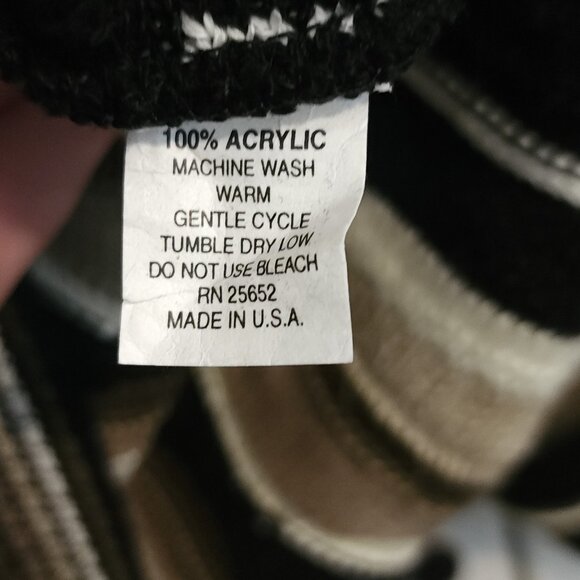 100% ACRYLIC
MACHINE WASH
WARM
GENTLE CYCLE
TUMBLE DRY LOW
DO NOT USE BLEACH
RN 25652
MADE IN U.S.A.